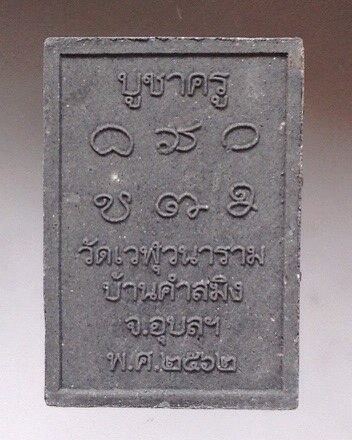 บูชาครู
วัดเวฬุวนาราม
บ้านคำสมิง
จ.อุบลฯ
พ.ศ.๒๕๖๒